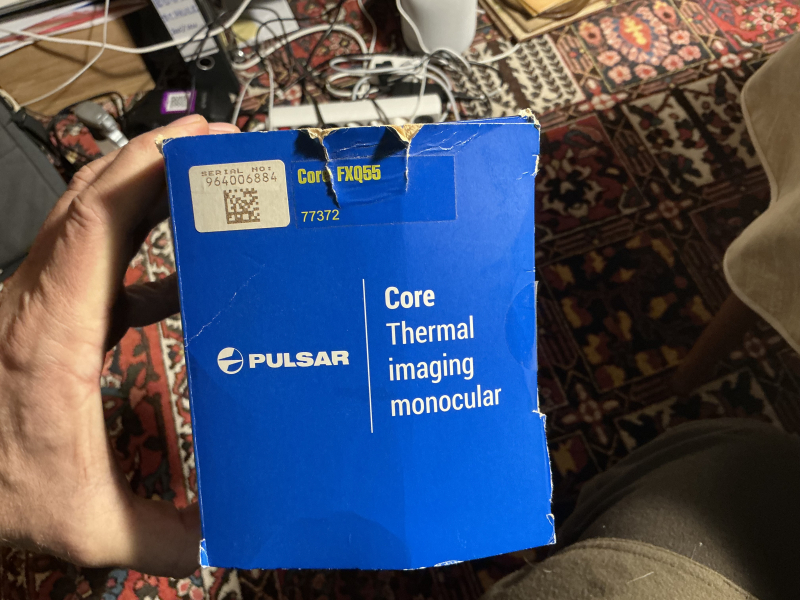 SERIAL NO:
964006884
Core FXQ55
77372
PULSAR
Core
Thermal
imaging
monocular